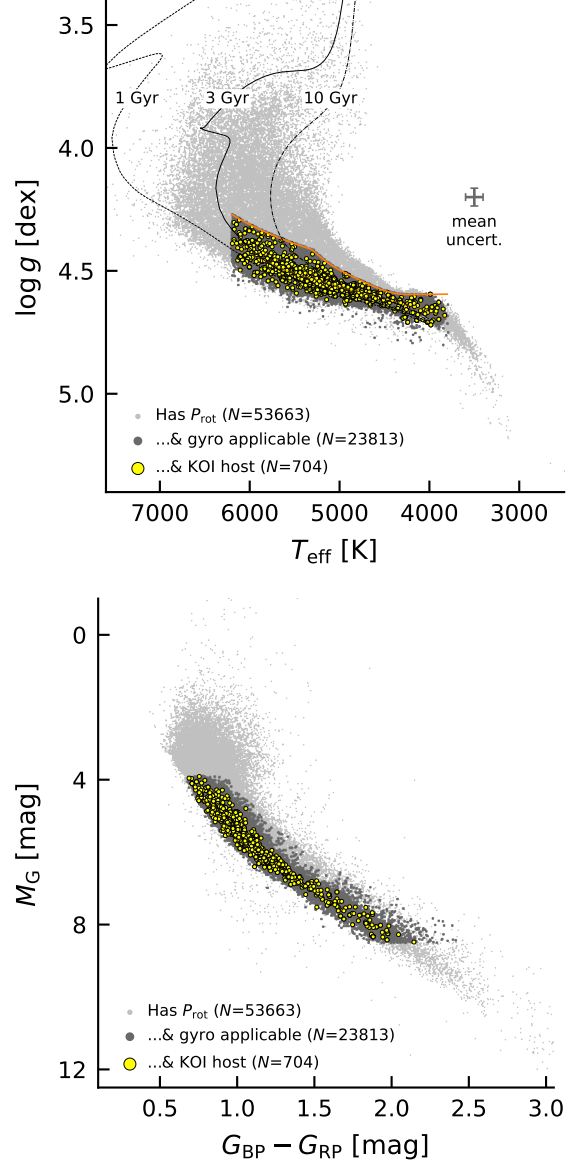 3.5
4.0
4.5
5.0
log g [dex]
1 Gyr
3 Gyr
10 Gyr
mean
uncert.
Has P_rot (N=53663)
...& gyro applicable (N=23813)
...& KOI host (N=704)
7000 6000 5000 4000 3000
T_eff [K]
0
4
8
12
M_G [mag]
Has P_rot (N=53663)
...& gyro applicable (N=23813)
...& KOI host (N=704)
0.5 1.0 1.5 2.0 2.5 3.0
G_BP − G_RP [mag]